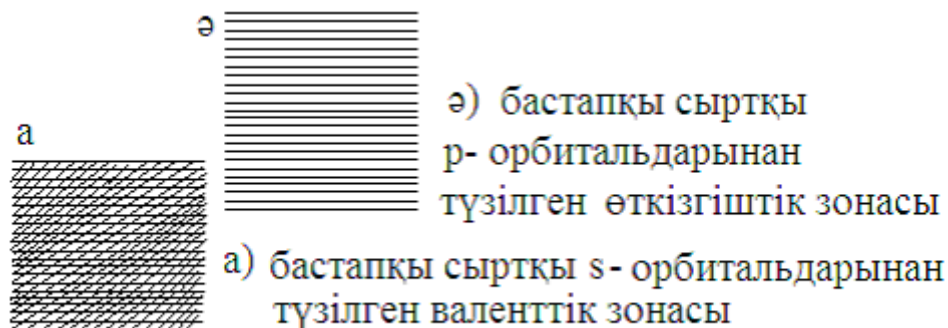 ә
ә) бастапқы сыртқы
а
р- орбитальдарынан
түзілген өткізгіштік зонасы
а) бастапқы сыртқы s- орбитальдарынан
түзілген валенттік зонасы